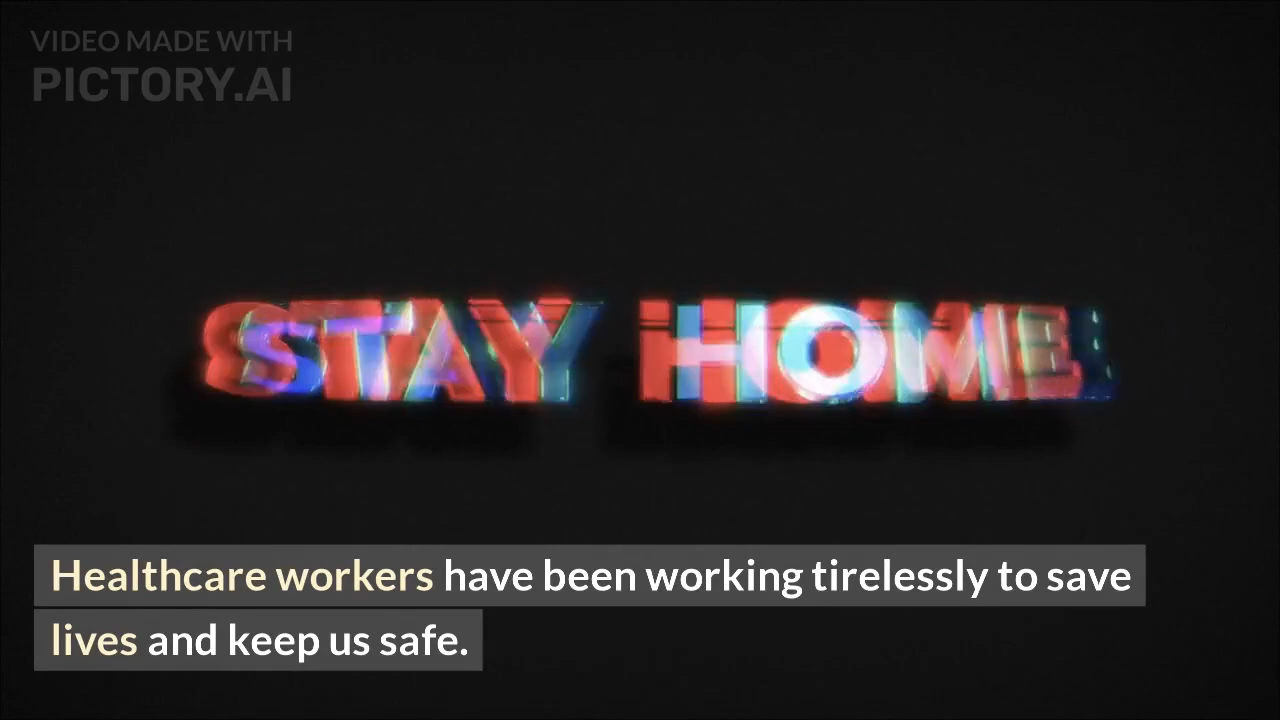 VIDEO MADE WITH
PICTORY.AI
STAY HOME
Healthcare workers have been working tirelessly to save
lives and keep us safe.